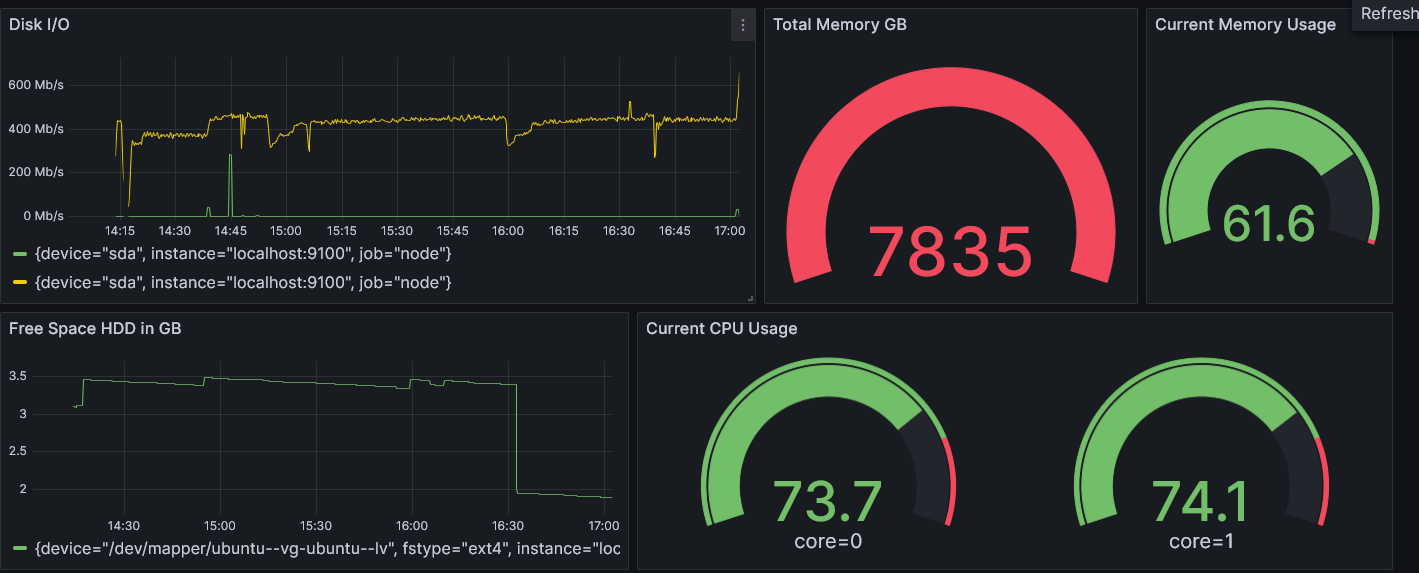 Disk I/O
600 Mb/s
400 Mb/s
200 Mb/s
0 Mb/s
14:15 14:30 14:45 15:00 15:15 15:30 15:45 16:00 16:15 16:30 16:45 17:00
{device="sda", instance="localhost:9100", job="node"}
{device="sda", instance="localhost:9100", job="node"}
Total Memory GB
7835
Current Memory Usage
Refresh
61.6
Free Space HDD in GB
3.5
3
2.5
2
14:30 15:00 15:30 16:00 16:30 17:00
{device="/dev/mapper/ubuntu--vg-ubuntu--lv", fstype="ext4", instance="loc
Current CPU Usage
73.7
core=0
74.1
core=1